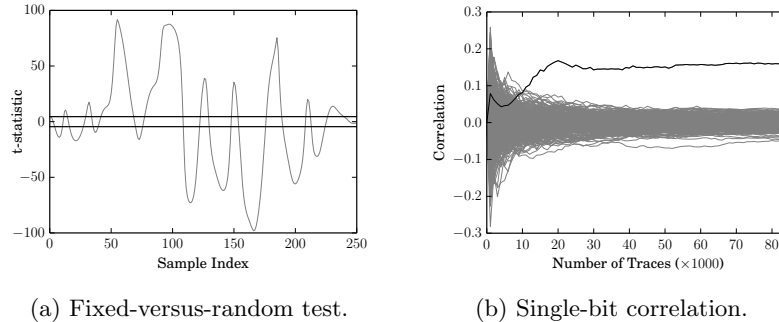 100
50
0
−50
−100
t-statistic
0 50 100 150 200 250
Sample Index
(a) Fixed-versus-random test.
0.3
0.2
0.1
0.0
−0.1
−0.2
−0.3
Correlation
0 10 20 30 40 50 60 70 80
Number of Traces (×1000)
(b) Single-bit correlation.